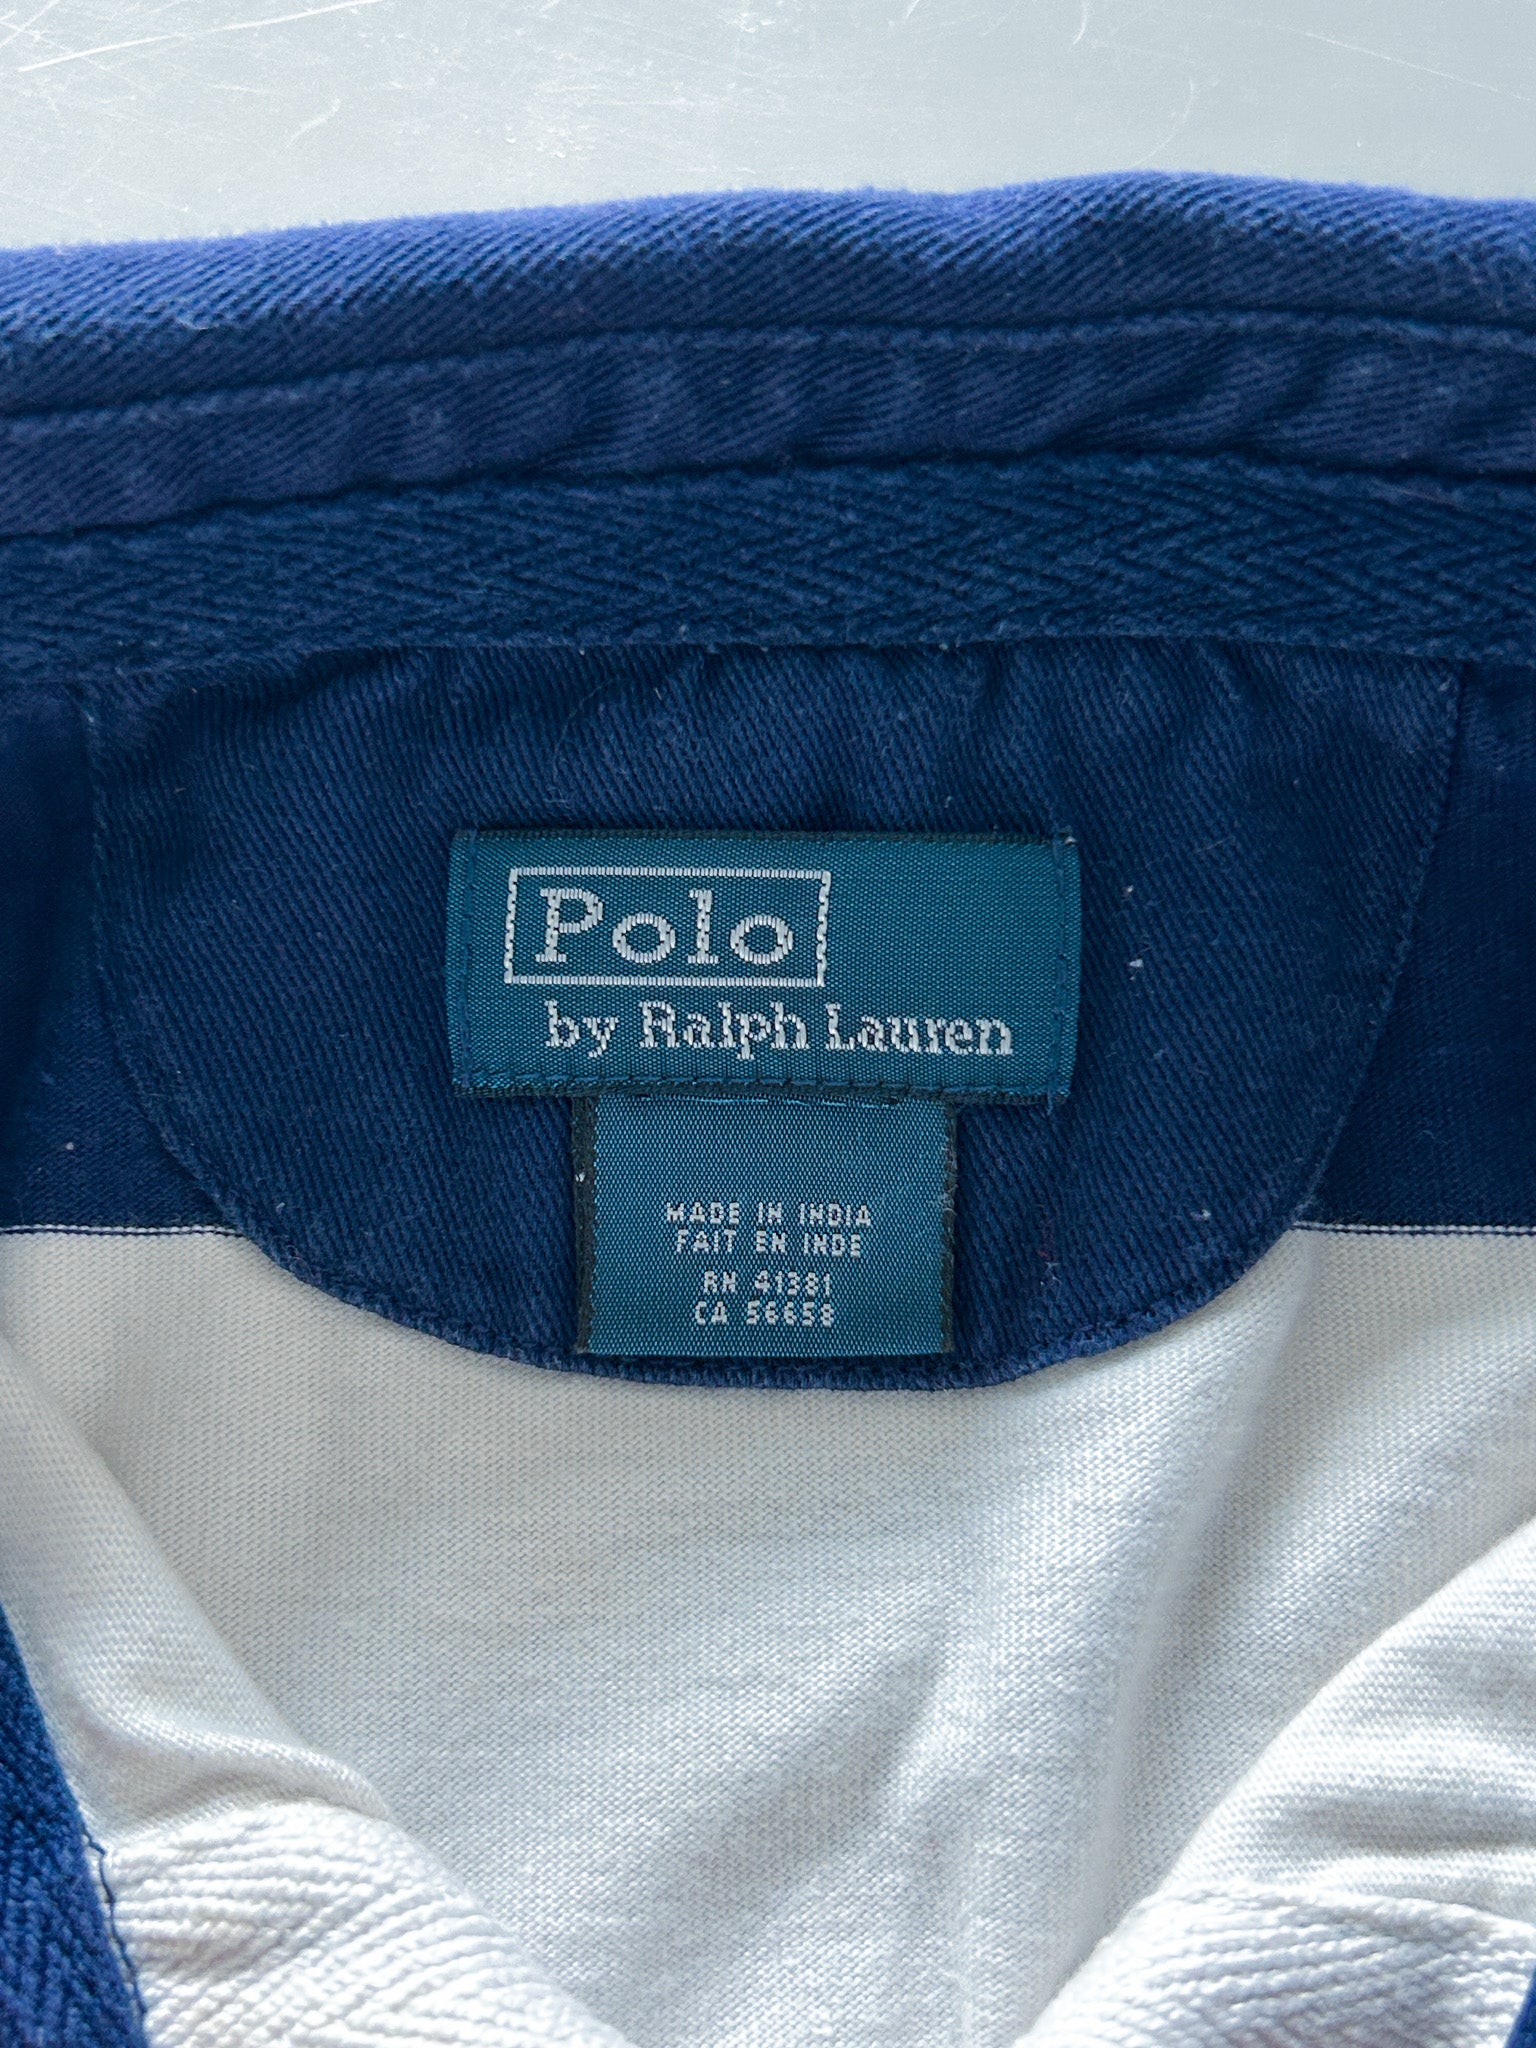 Polo
by Ralph Lauren
MADE IN INDIA
FAIT EN INDE
RN 41381
CA 56658